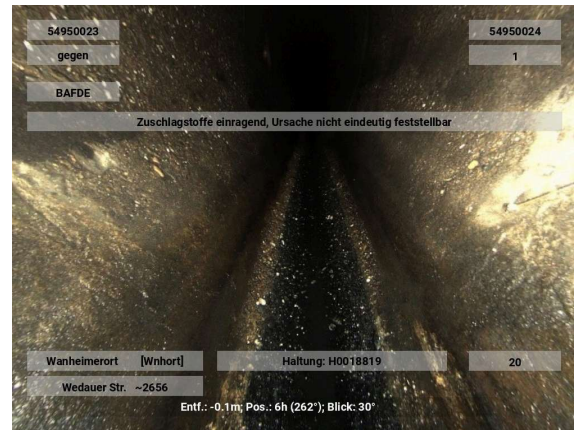 54950023 54950024
gegen 1
BAFDE
Zuschlagstoffe einragend, Ursache nicht eindeutig feststellbar
Wanheimerort [Wnhort] Haltung: H0018819 20
Wedauer Str. ~2656
Entf.: -0.1m; Pos.: 6h (262°); Blick: 30°